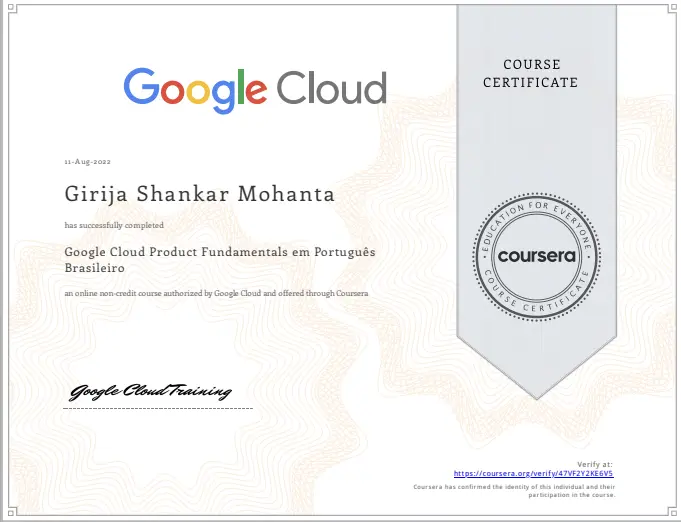 Google Cloud
COURSE
CERTIFICATE
11-Aug-2022
Girija Shankar Mohanta
has successfully completed
Google Cloud Product Fundamentals em Português
Brasileiro
an online non-credit course authorized by Google Cloud and offered through Coursera
EDUCATION FOR EVERYONE
coursera
COURSE CERTIFICATE
Google Cloud Training
Verify at:
https://coursera.org/verify/47VF2Y2KE6V5
Coursera has confirmed the identity of this individual and their
participation in the course.